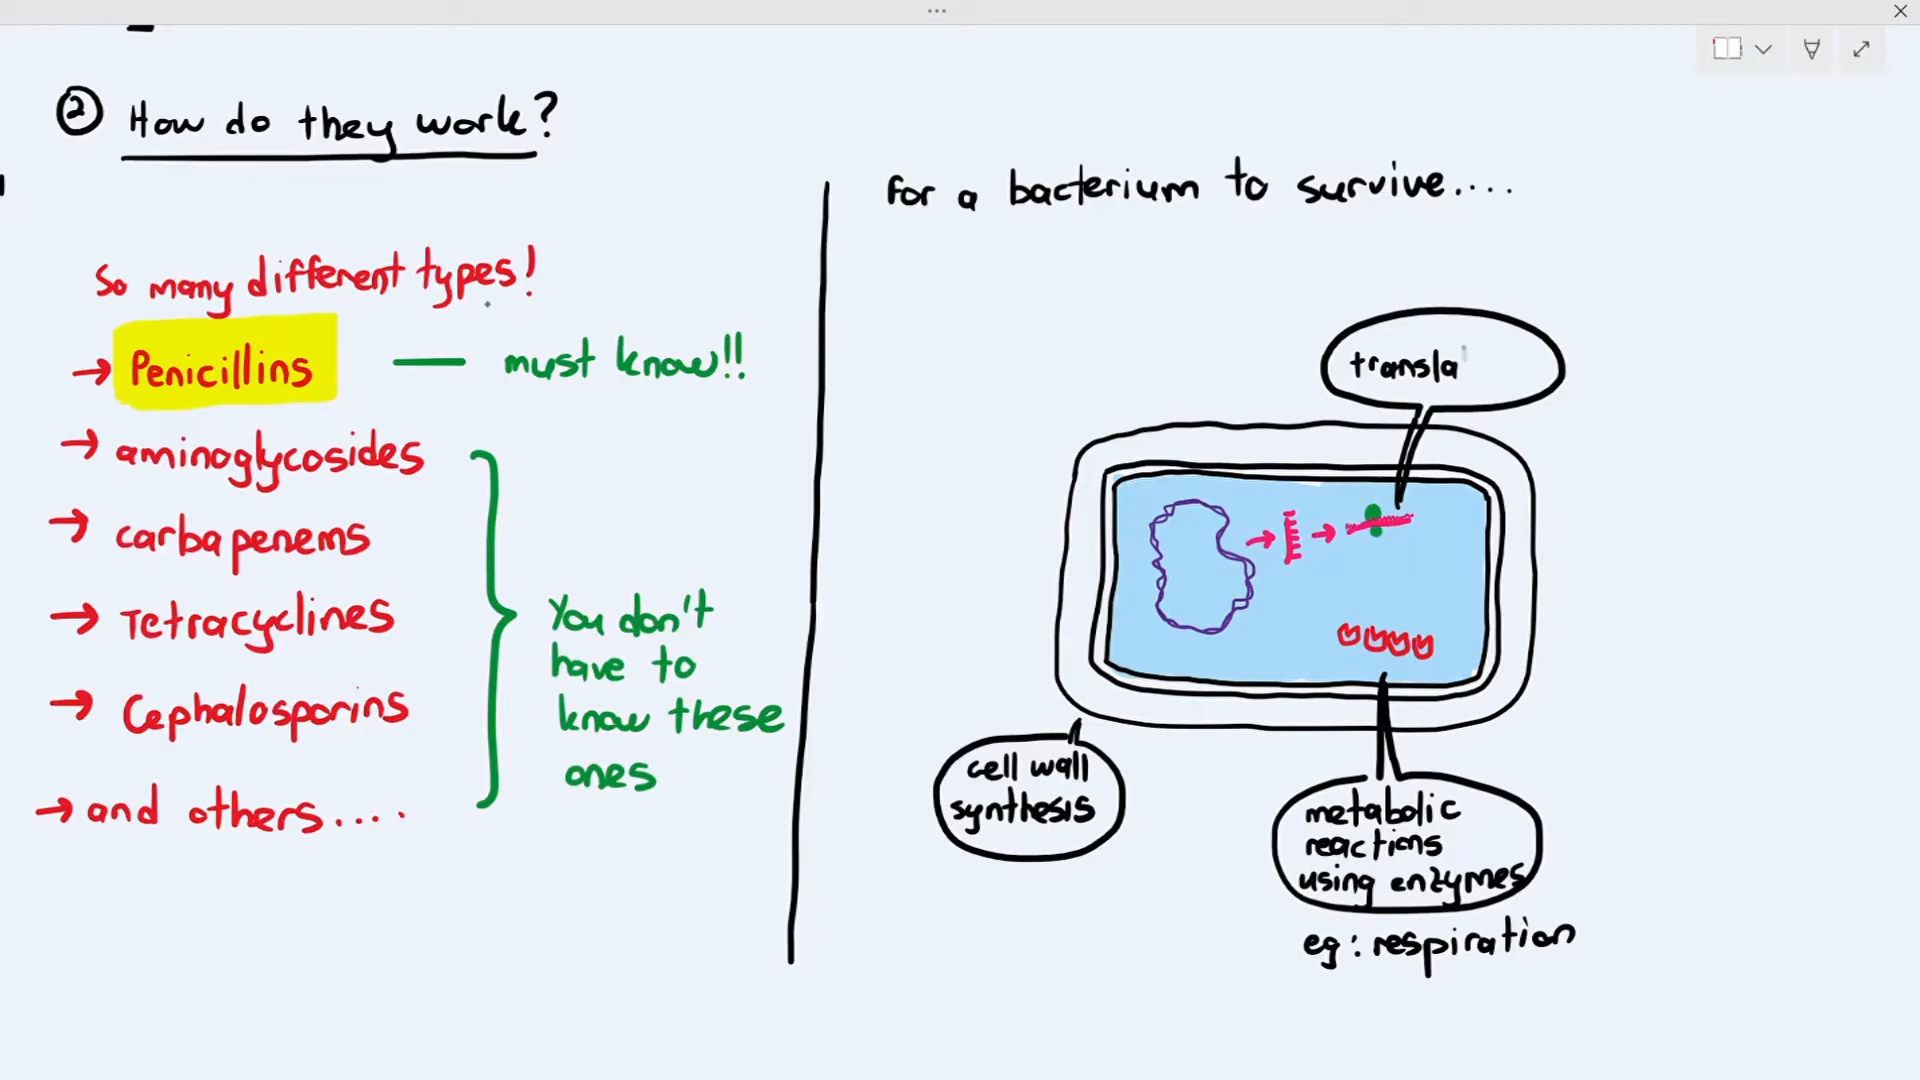 ② How do they work?
So many different types!
→ Penicillins — must know!!
→ aminoglycosides
→ carbapenems
→ Tetracyclines
→ Cephalosporins
→ and others....
You don't
have to
know these
ones
For a bacterium to survive....
transla
cell wall
synthesis
metabolic
reactions
using enzymes
eg: respiration